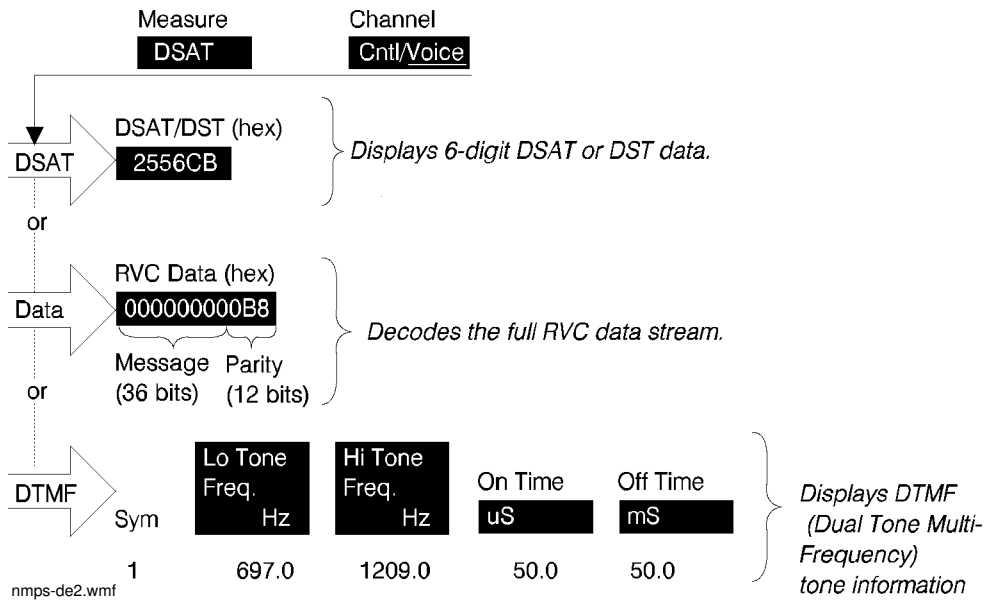 Measure Channel
DSAT Cntl/Voice
DSAT/DST (hex)
DSAT 2556CB Displays 6-digit DSAT or DST data.
or
RVC Data (hex)
Data 000000000B8 Decodes the full RVC data stream.
Message Parity
(36 bits) (12 bits)
or
Lo Tone Hi Tone
Freq. Freq. On Time Off Time
DTMF Hz Hz uS mS Displays DTMF
Sym (Dual Tone Multi-
Frequency)
1 697.0 1209.0 50.0 50.0 tone information
nmps-de2.wmf